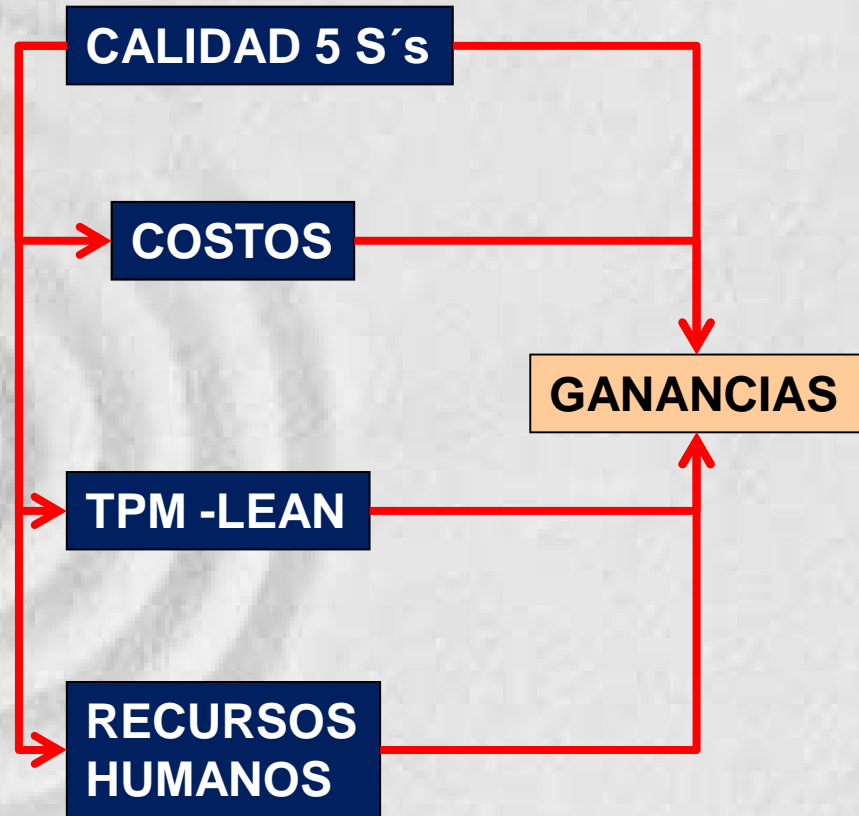 CALIDAD 5 S´s
COSTOS
GANANCIAS
TPM -LEAN
RECURSOS
HUMANOS